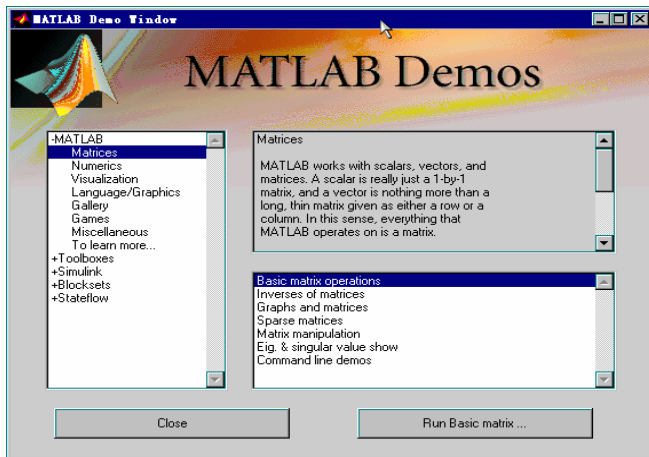 MATLAB Demo Window
MATLAB Demos
-MATLAB
Matrices
Numerics
Visualization
Language/Graphics
Gallery
Games
Miscellaneous
To learn more...
+Toolboxes
+Simulink
+Blocksets
+Stateflow
Matrices
MATLAB works with scalars, vectors, and
matrices. A scalar is really just a 1-by-1
matrix, and a vector is nothing more than a
long, thin matrix given as either a row or a
column. In this sense, everything that
MATLAB operates on is a matrix.
Basic matrix operations
Inverses of matrices
Graphs and matrices
Sparse matrices
Matrix manipulation
Eig. & singular value show
Command line demos
Close
Run Basic matrix ...